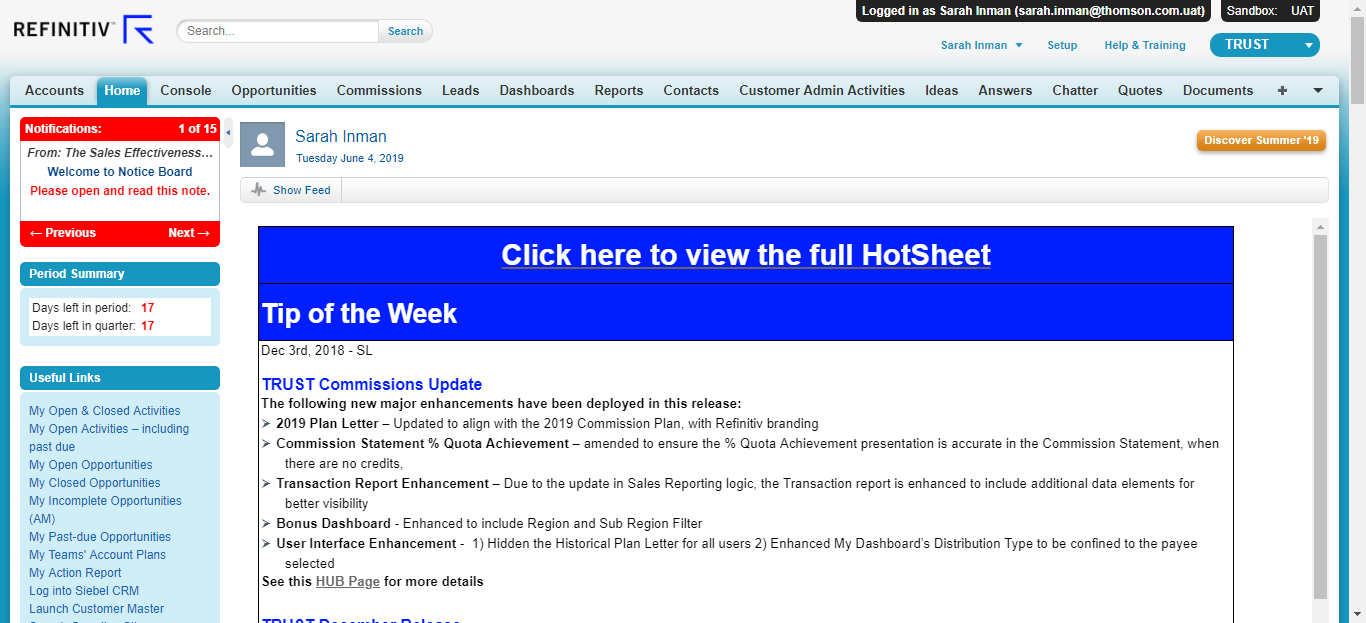 Logged in as Sarah Inman (sarah.inman@thomson.com.uat)
Sandbox: UAT
REFINITIV
Search...
Search
Sarah Inman
Setup
Help & Training
TRUST
Accounts Home Console Opportunities Commissions Leads Dashboards Reports Contacts Customer Admin Activities Ideas Answers Chatter Quotes Documents +
Notifications: 1 of 15
From: The Sales Effectiveness...
Welcome to Notice Board
Please open and read this note.
← Previous Next →
Period Summary
Days left in period: 17
Days left in quarter: 17
Useful Links
My Open & Closed Activities
My Open Activities – including
past due
My Open Opportunities
My Closed Opportunities
My Incomplete Opportunities
(AM)
My Past-due Opportunities
My Teams' Account Plans
My Action Report
Log into Siebel CRM
Launch Customer Master
Sarah Inman
Tuesday June 4, 2019
Discover Summer '19
Show Feed
Click here to view the full HotSheet
Tip of the Week
Dec 3rd, 2018 - SL
TRUST Commissions Update
The following new major enhancements have been deployed in this release:
➢ 2019 Plan Letter – Updated to align with the 2019 Commission Plan, with Refinitiv branding
➢ Commission Statement % Quota Achievement – amended to ensure the % Quota Achievement presentation is accurate in the Commission Statement, when
there are no credits,
➢ Transaction Report Enhancement – Due to the update in Sales Reporting logic, the Transaction report is enhanced to include additional data elements for
better visibility
➢ Bonus Dashboard - Enhanced to include Region and Sub Region Filter
➢ User Interface Enhancement - 1) Hidden the Historical Plan Letter for all users 2) Enhanced My Dashboard's Distribution Type to be confined to the payee
selected
See this HUB Page for more details
TRUST December Release